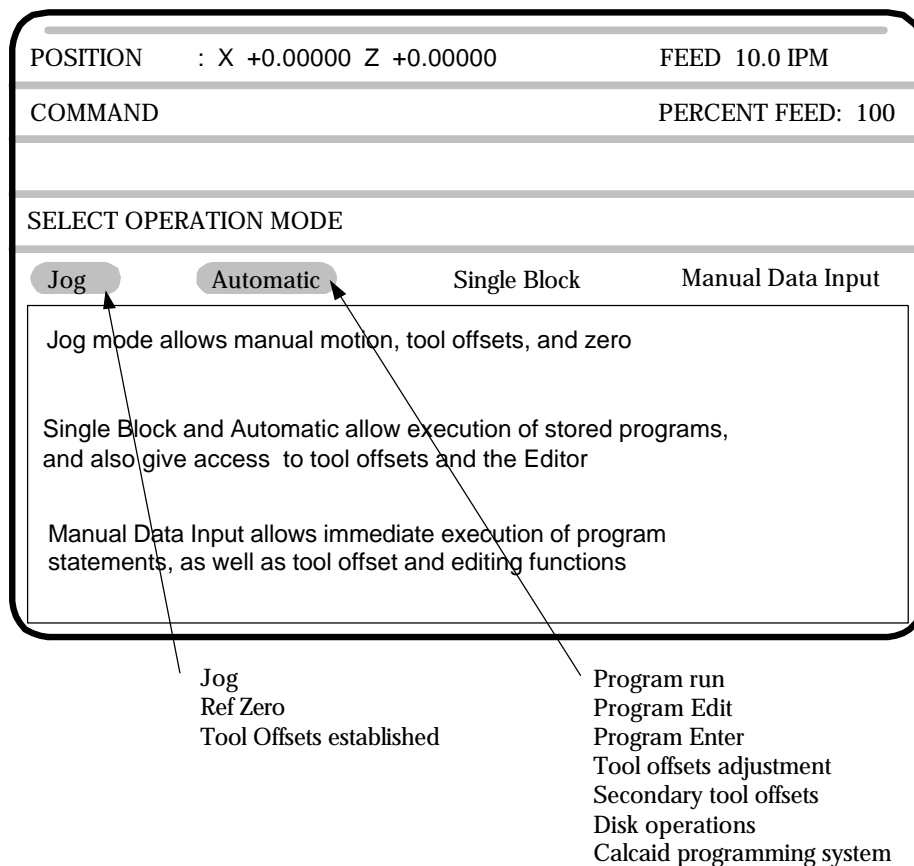 POSITION : X +0.00000 Z +0.00000 FEED 10.0 IPM
COMMAND PERCENT FEED: 100
SELECT OPERATION MODE
Jog Automatic Single Block Manual Data Input
Jog mode allows manual motion, tool offsets, and zero
Single Block and Automatic allow execution of stored programs,
and also give access to tool offsets and the Editor
Manual Data Input allows immediate execution of program
statements, as well as tool offset and editing functions
Jog
Ref Zero
Tool Offsets established
Program run
Program Edit
Program Enter
Tool offsets adjustment
Secondary tool offsets
Disk operations
Calcaid programming system